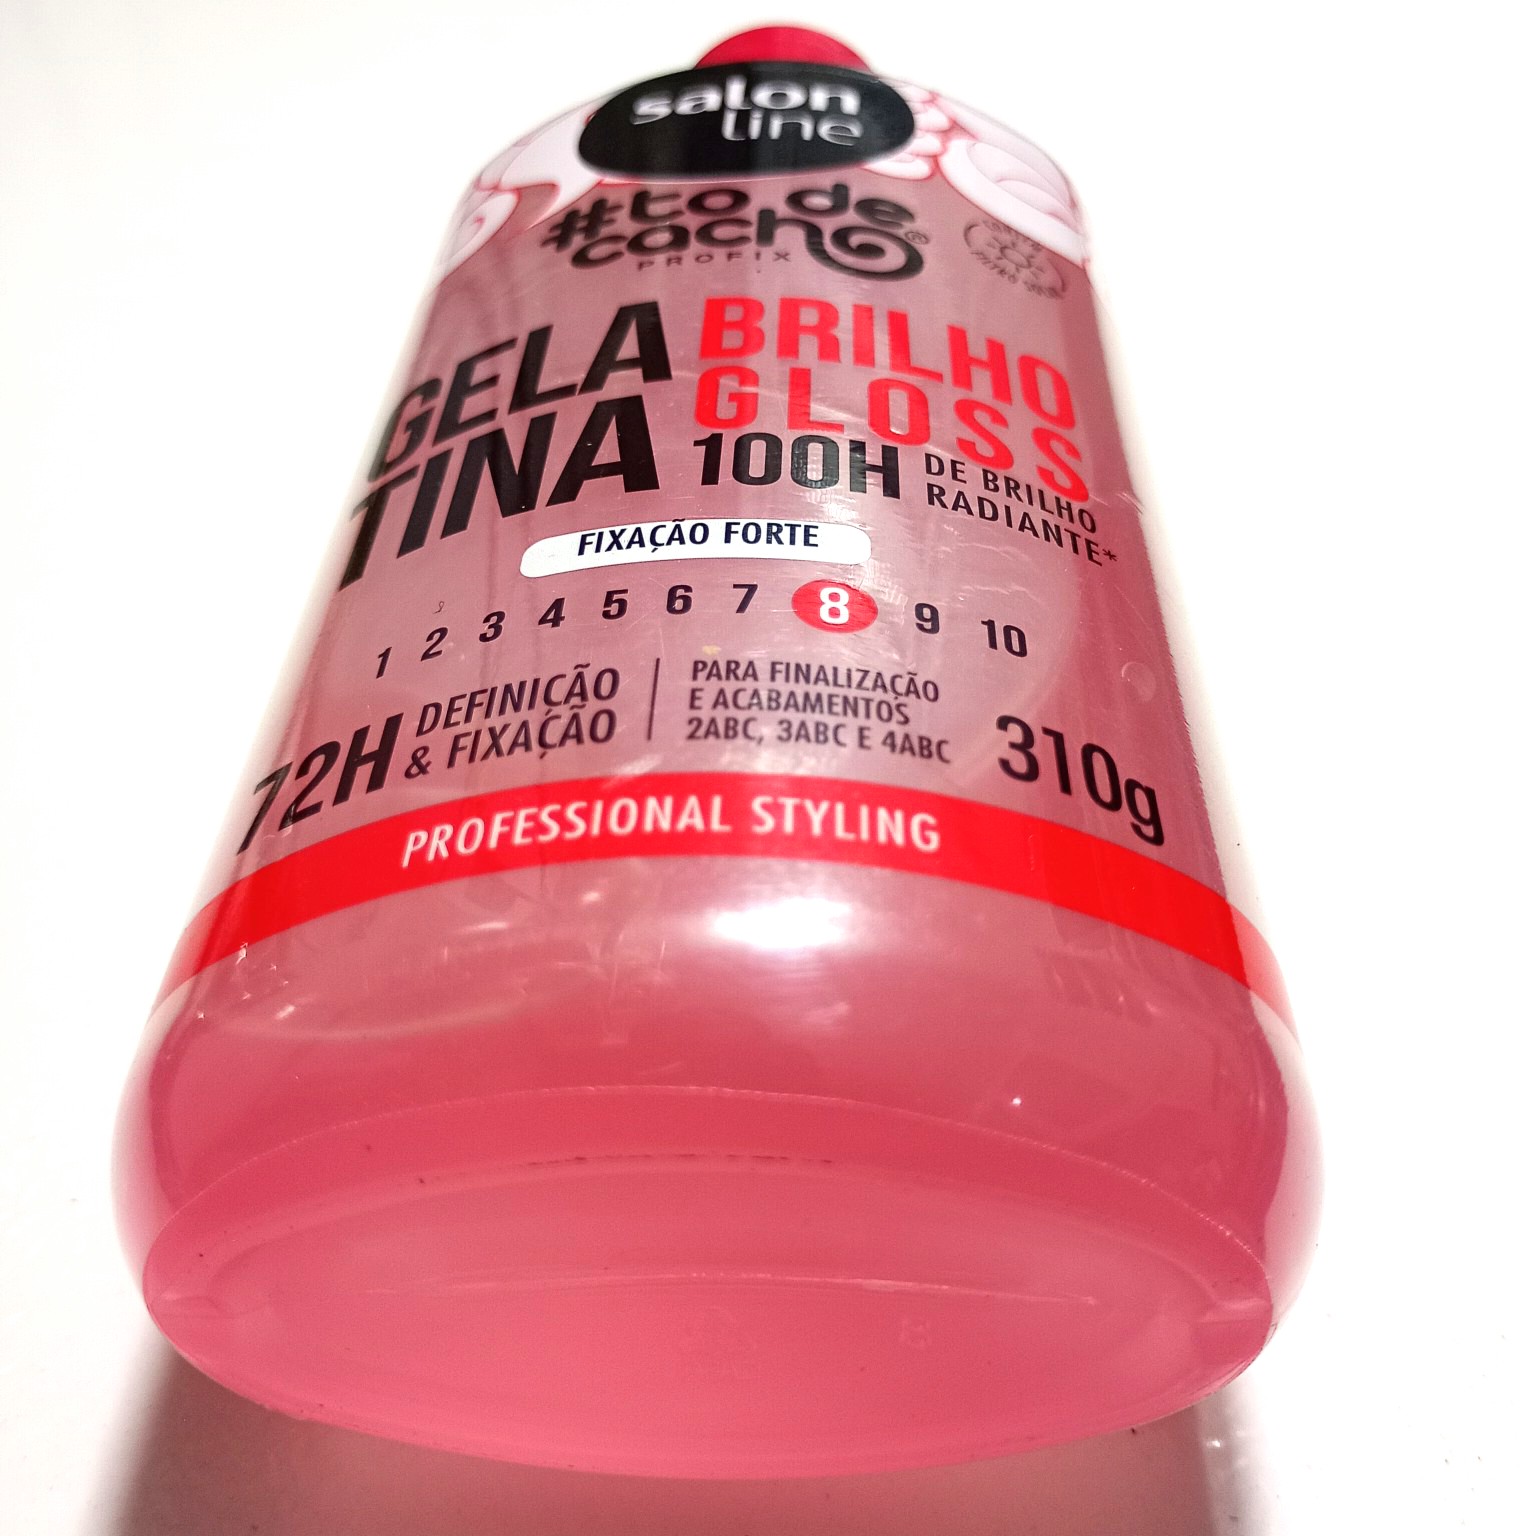 salon
line
#to de
cacho®
PROFIX
GELA
TINA
BRILHO
GLOSS
100H DE BRILHO
RADIANTE*
FIXAÇÃO FORTE
1 2 3 4 5 6 7 8 9 10
72H DEFINIÇÃO
& FIXAÇÃO
PARA FINALIZAÇÃO
E ACABAMENTOS
2ABC, 3ABC E 4ABC
310g
PROFESSIONAL STYLING